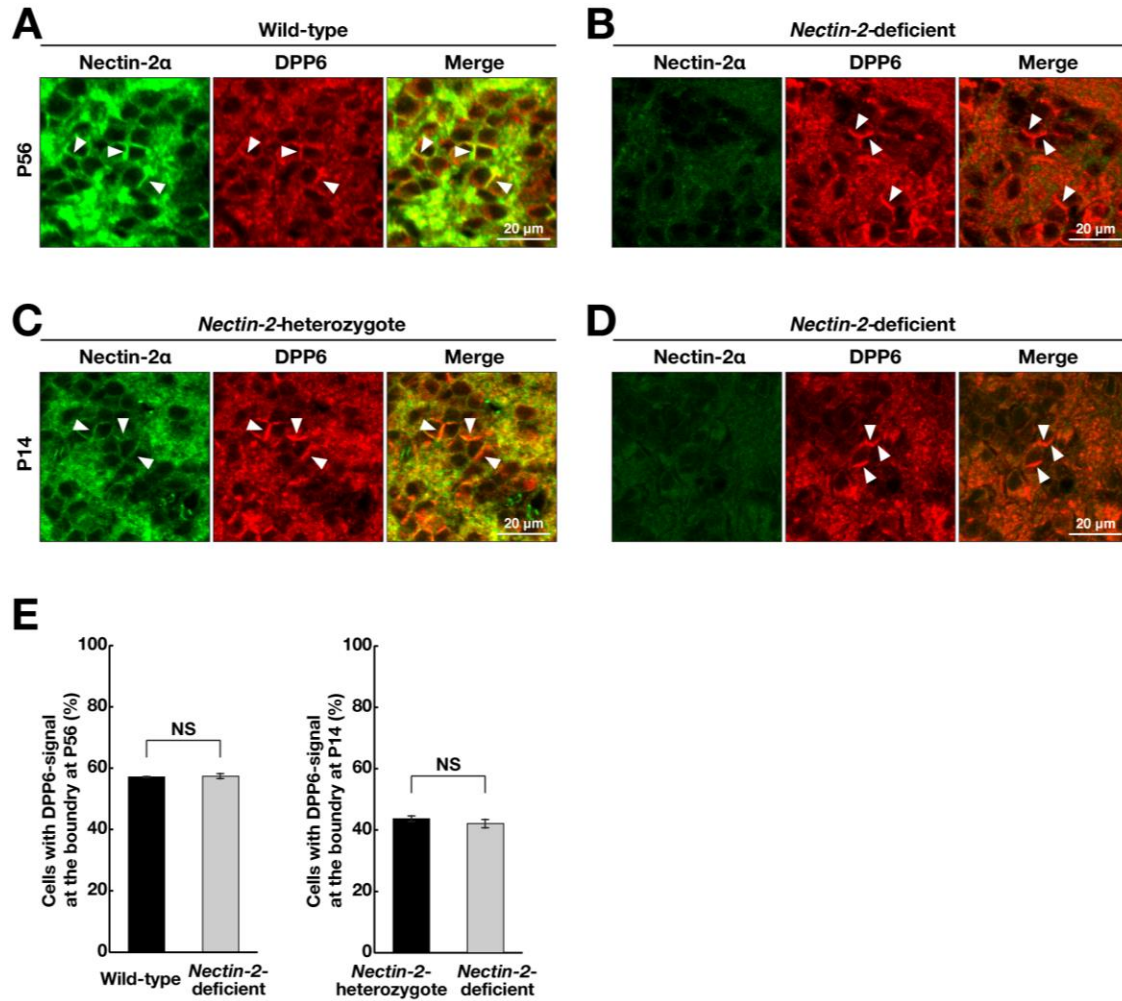 A
Wild-type
Nectin-2α DPP6 Merge
P56
20 µm
B
Nectin-2-deficient
Nectin-2α DPP6 Merge
20 µm
C
Nectin-2-heterozygote
Nectin-2α DPP6 Merge
P14
20 µm
D
Nectin-2-deficient
Nectin-2α DPP6 Merge
20 µm
E
Cells with DPP6-signal
at the boundry at P56 (%)
100
80
60
40
20
0
NS
Wild-type
Nectin-2-
deficient
Cells with DPP6-signal
at the boundry at P14 (%)
100
80
60
40
20
0
NS
Nectin-2-
heterozygote
Nectin-2-
deficient